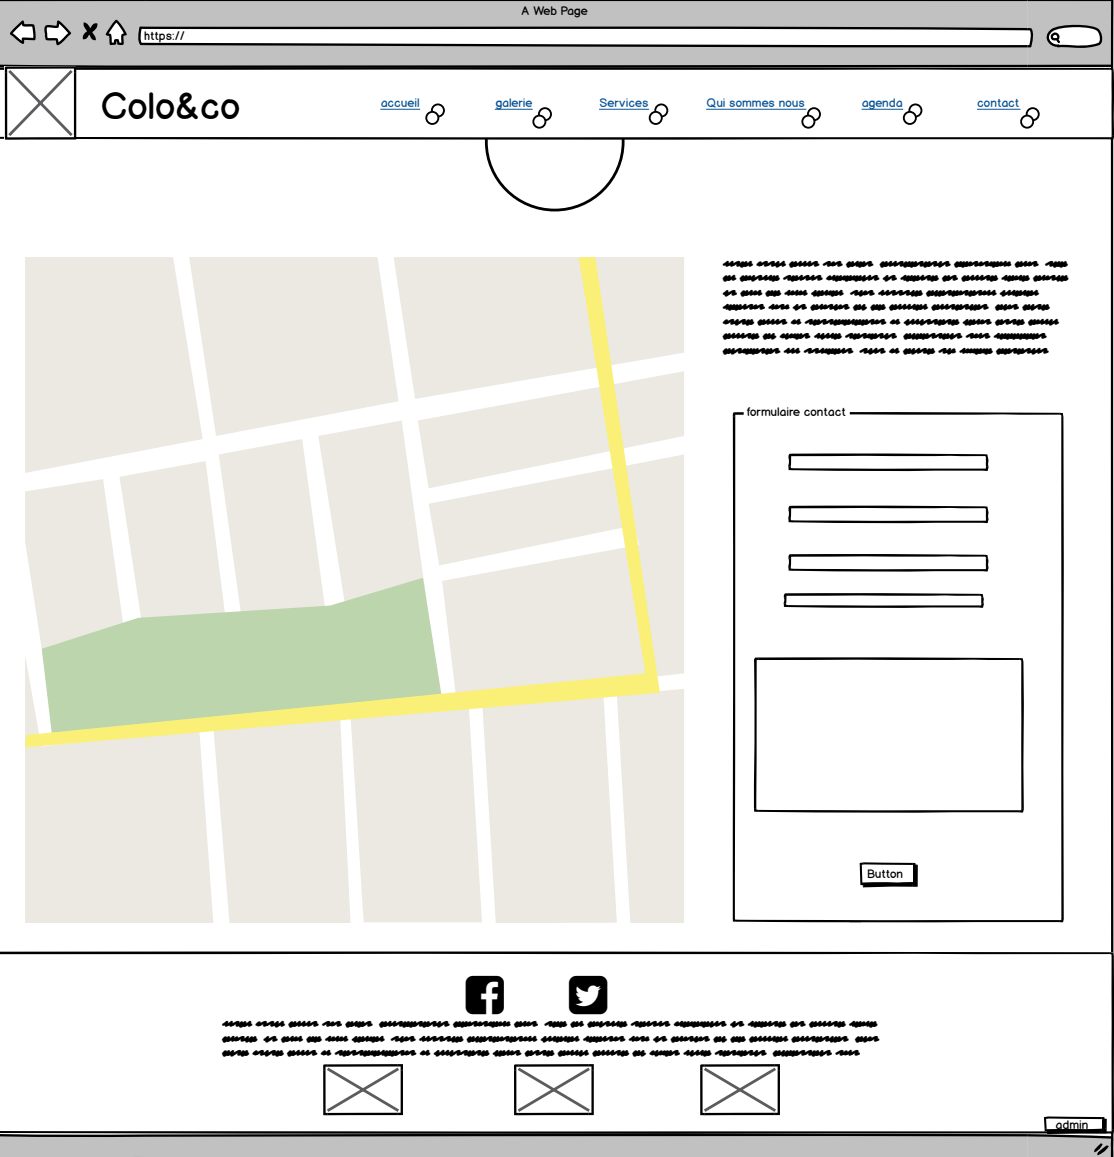 A Web Page
https://
Colo&co
accueil
galerie
Services
Qui sommes nous
agenda
contact
formulaire contact
Button
admin